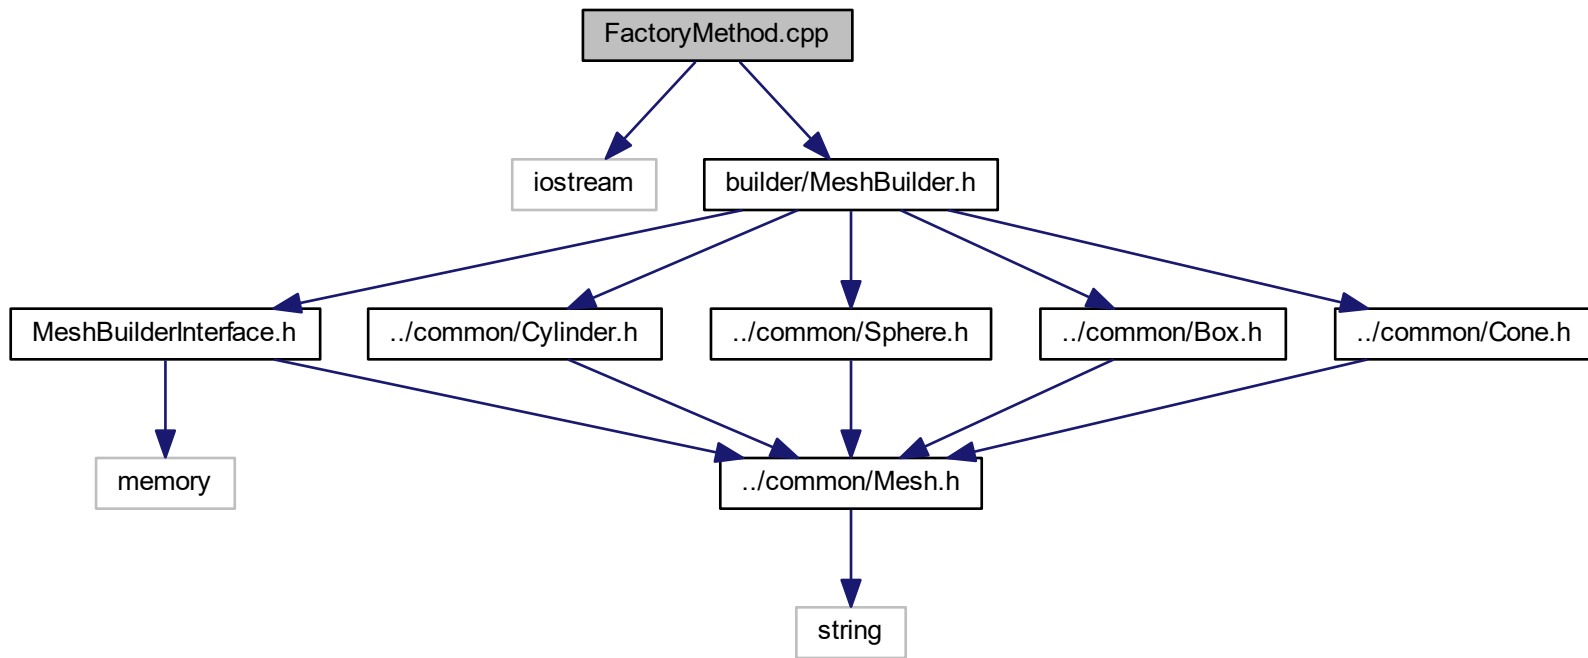 FactoryMethod.cpp
iostream
builder/MeshBuilder.h
MeshBuilderInterface.h
../common/Cylinder.h
../common/Sphere.h
../common/Box.h
../common/Cone.h
memory
../common/Mesh.h
string